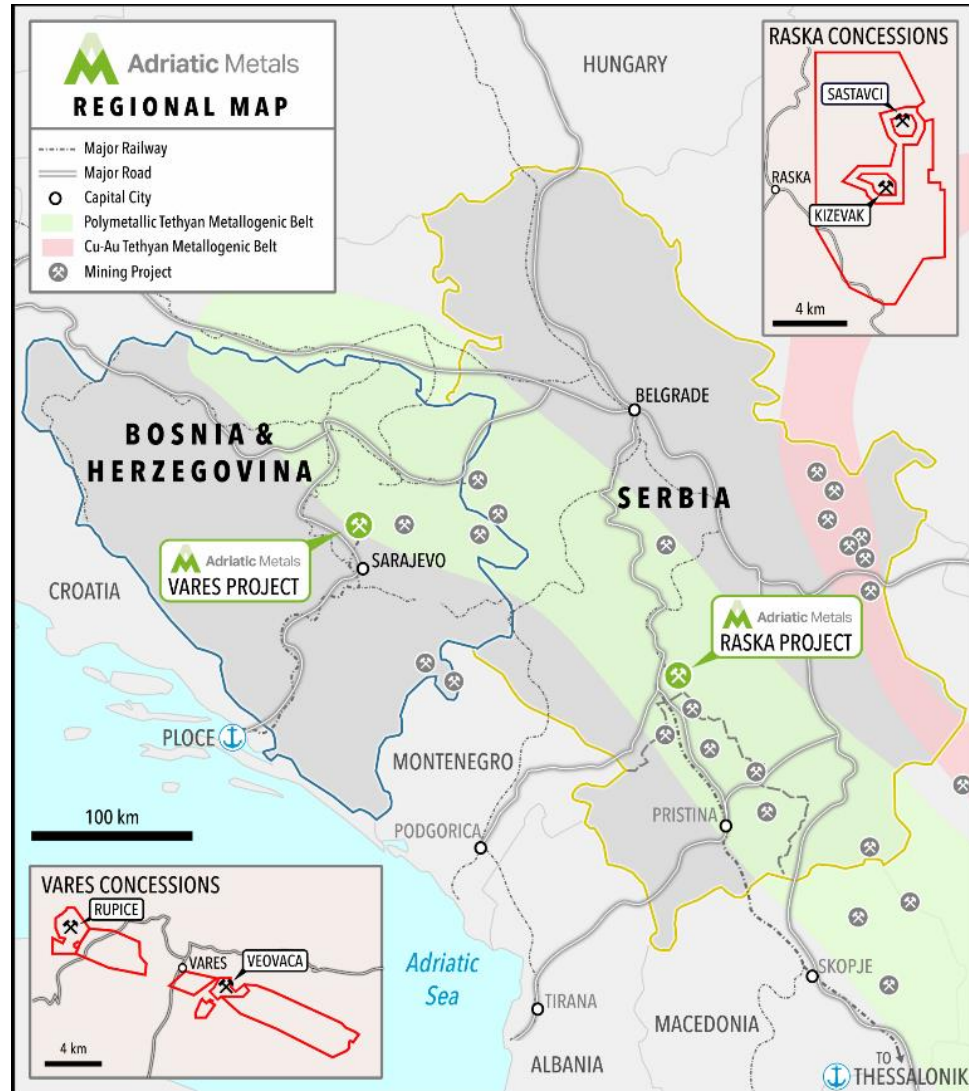 Adriatic Metals
REGIONAL MAP
Major Railway
Major Road
Capital City
Polymetallic Tethyan Metallogenic Belt
Cu-Au Tethyan Metallogenic Belt
Mining Project
HUNGARY
RASKA CONCESSIONS
SASTAVCI
RASKA
KIZEVAK
4 km
BELGRADE
BOSNIA &
HERZEGOVINA
SERBIA
Adriatic Metals
VARES PROJECT
SARAJEVO
CROATIA
Adriatic Metals
RASKA PROJECT
PLOCE
MONTENEGRO
100 km
PODGORICA
PRISTINA
VARES CONCESSIONS
RUPICE
VARES
VEOVACA
4 km
Adriatic
Sea
SKOPJE
TIRANA
MACEDONIA
ALBANIA
TO
THESSALONIK